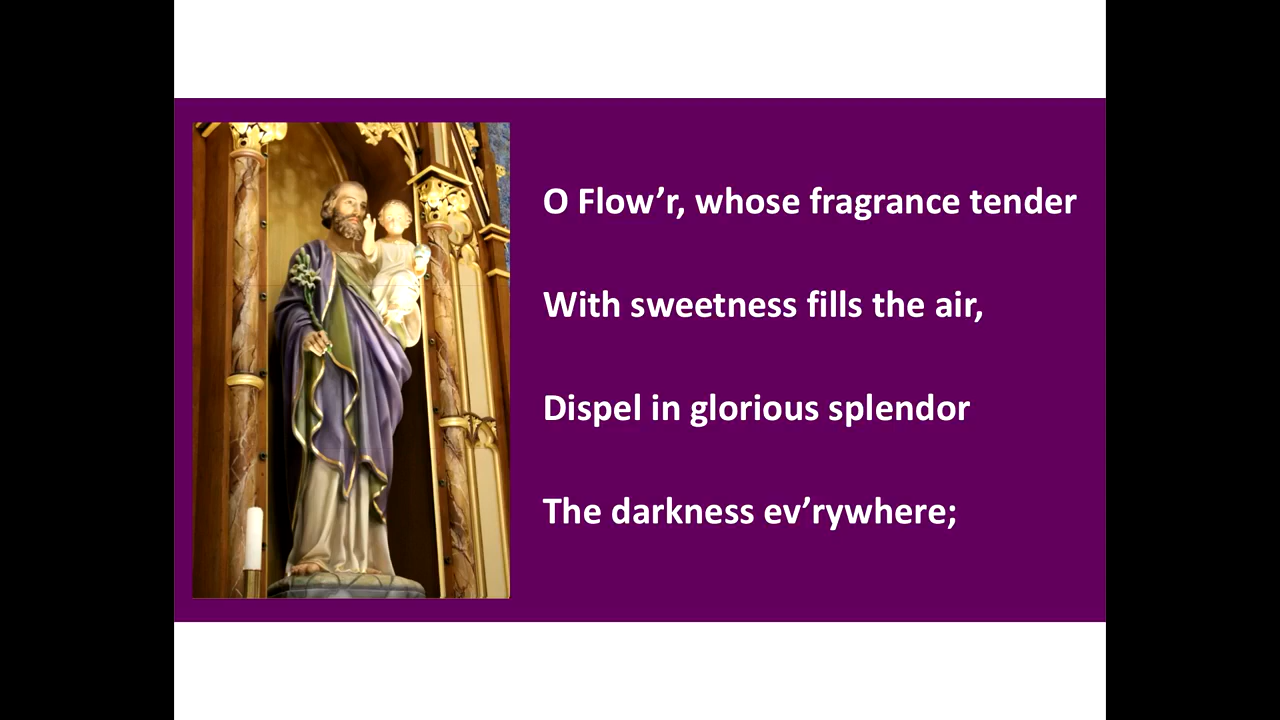 O Flow’r, whose fragrance tender
With sweetness fills the air,
Dispel in glorious splendor
The darkness ev’rywhere;